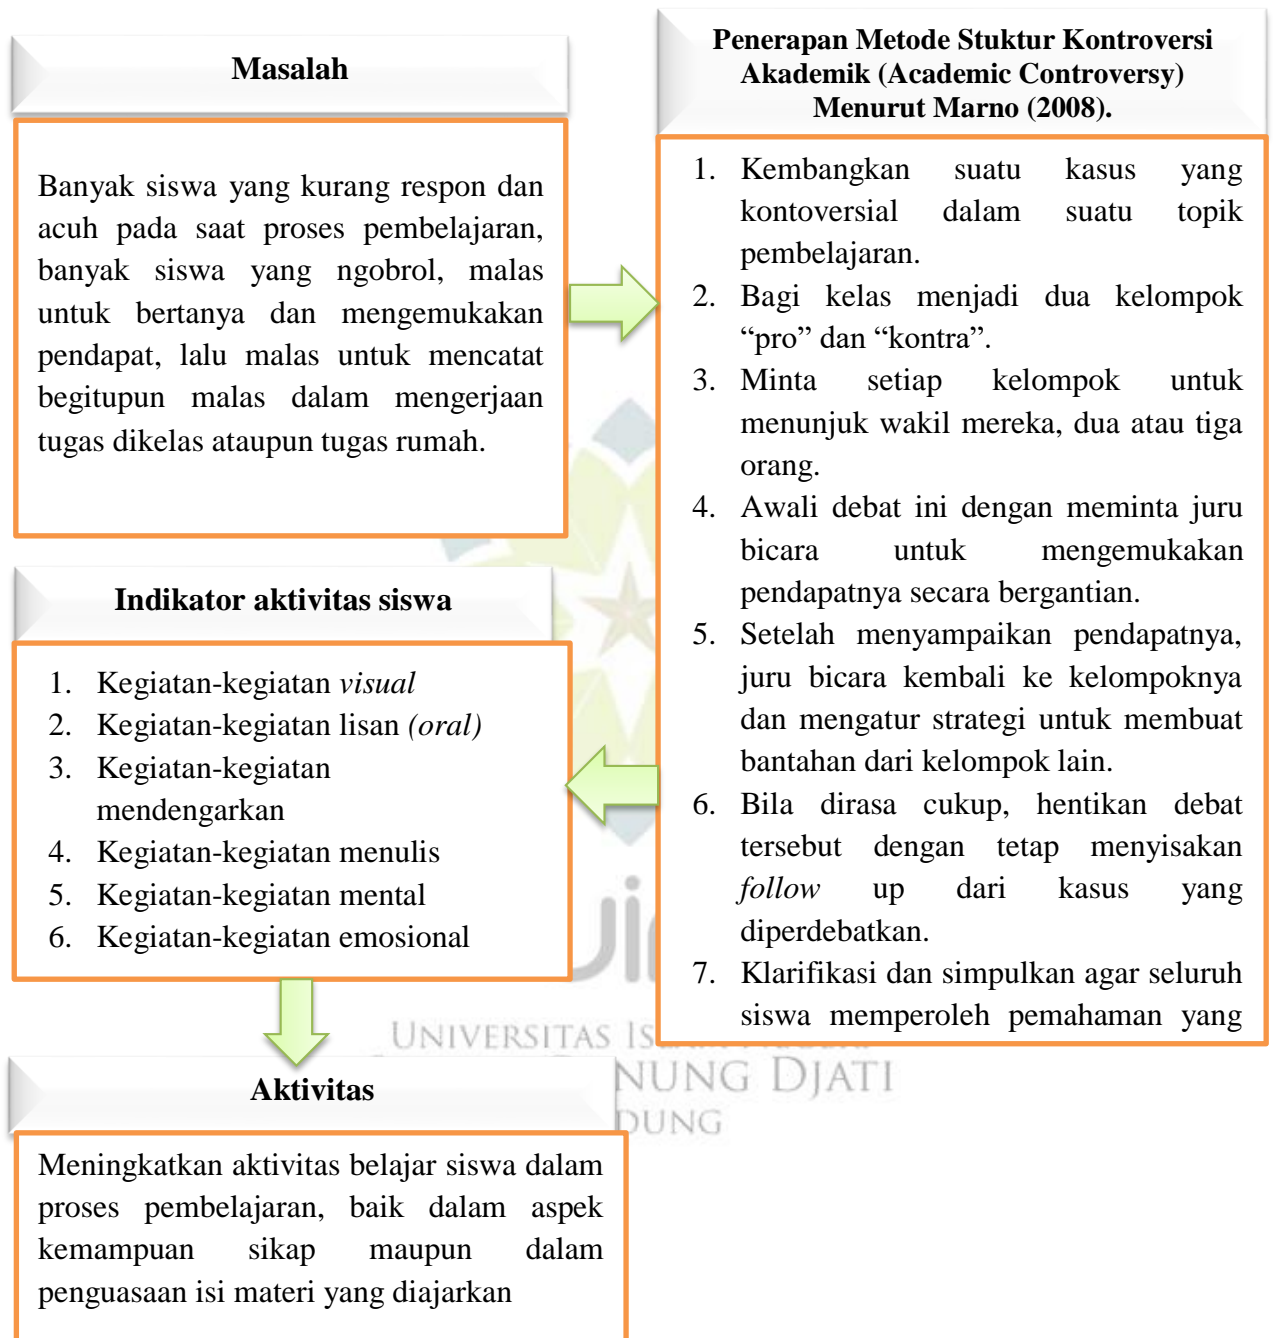 Masalah
Banyak siswa yang kurang respon dan
acuh pada saat proses pembelajaran,
banyak siswa yang ngobrol, malas
untuk bertanya dan mengemukakan
pendapat, lalu malas untuk mencatat
begitupun malas dalam mengerjaan
tugas dikelas ataupun tugas rumah.
Penerapan Metode Stuktur Kontroversi
Akademik (Academic Controversy)
Menurut Marno (2008).
1. Kembangkan suatu kasus yang
kontoversial dalam suatu topik
pembelajaran.
2. Bagi kelas menjadi dua kelompok
“pro” dan “kontra”.
3. Minta setiap kelompok untuk
menunjuk wakil mereka, dua atau tiga
orang.
4. Awali debat ini dengan meminta juru
bicara untuk mengemukakan
pendapatnya secara bergantian.
5. Setelah menyampaikan pendapatnya,
juru bicara kembali ke kelompoknya
dan mengatur strategi untuk membuat
bantahan dari kelompok lain.
6. Bila dirasa cukup, hentikan debat
tersebut dengan tetap menyisakan
follow up dari kasus yang
diperdebatkan.
7. Klarifikasi dan simpulkan agar seluruh
siswa memperoleh pemahaman yang
Indikator aktivitas siswa
1. Kegiatan-kegiatan visual
2. Kegiatan-kegiatan lisan (oral)
3. Kegiatan-kegiatan
mendengarkan
4. Kegiatan-kegiatan menulis
5. Kegiatan-kegiatan mental
6. Kegiatan-kegiatan emosional
Aktivitas
Meningkatkan aktivitas belajar siswa dalam
proses pembelajaran, baik dalam aspek
kemampuan sikap maupun dalam
penguasaan isi materi yang diajarkan
UNIVERSITAS
DJATI